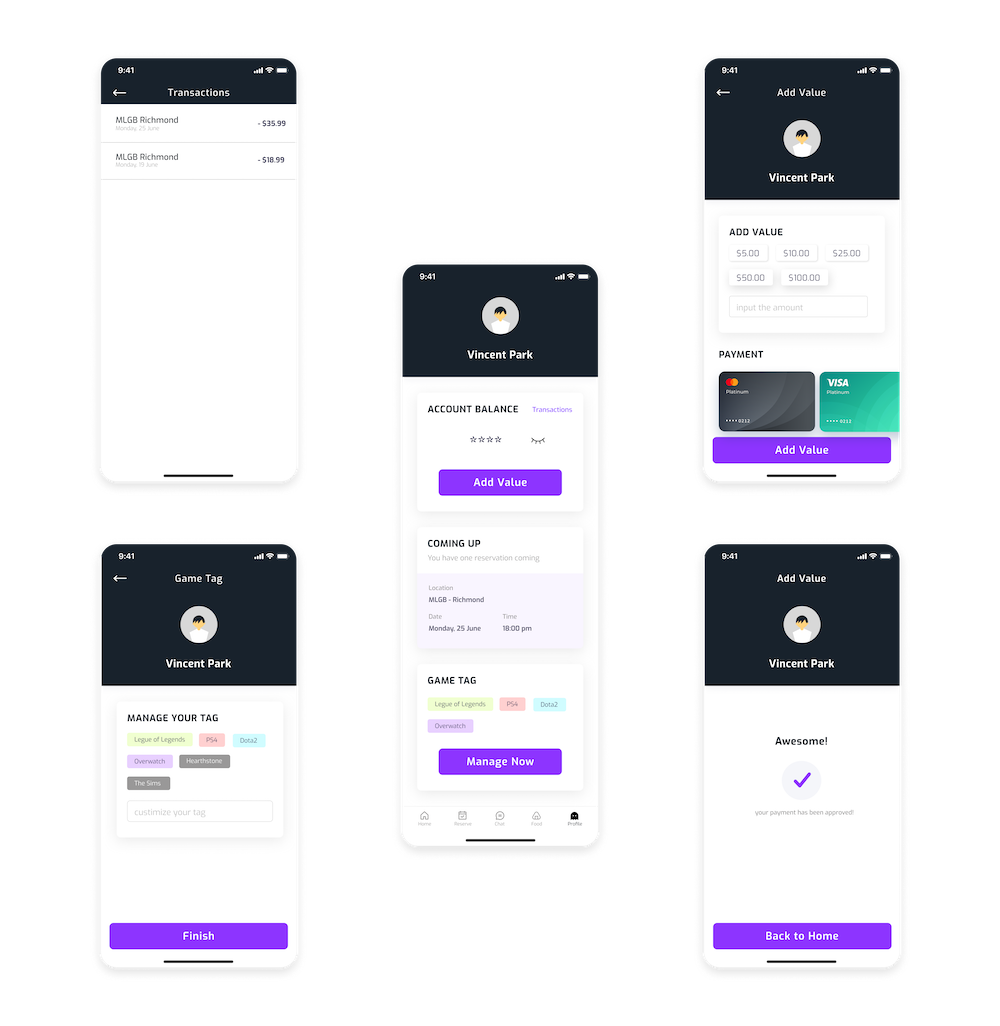 9:41
Transactions
MLGB Richmond
Monday, 25 June
- $35.99
MLGB Richmond
Monday, 19 June
- $18.99
9:41
Add Value
Vincent Park
ADD VALUE
$5.00 $10.00 $25.00
$50.00 $100.00
input the amount
PAYMENT
Platinum
•••• 0212
VISA
Platinum
•••• 0212
Add Value
9:41
Vincent Park
ACCOUNT BALANCE Transactions
☆☆☆☆
Add Value
COMING UP
You have one reservation coming
Location
MLGB - Richmond
Date Time
Monday, 25 June 18:00 pm
GAME TAG
Legue of Legends PS4 Dota2
Overwatch
Manage Now
Home Reserve Chat Food Profile
9:41
Game Tag
Vincent Park
MANAGE YOUR TAG
Legue of Legends PS4 Dota2
Overwatch Hearthstone
The Sims
custimize your tag
Finish
9:41
Add Value
Vincent Park
Awesome!
your payment has been approved!
Back to Home